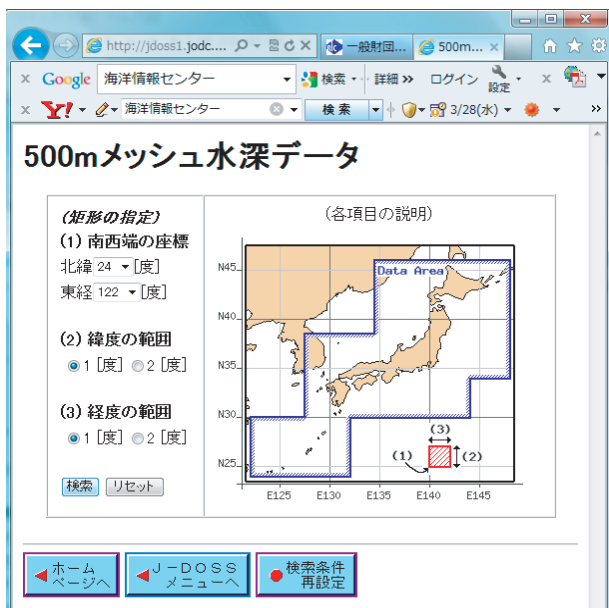 http://jdoss1.jodc....
一般財団...
500m...
Google
海洋情報センター
検索
詳細 »
ログイン
設定
Y!
海洋情報センター
検索
3/28(水)
500mメッシュ水深データ
(矩形の指定)
(1) 南西端の座標
北緯 24 [度]
東経 122 [度]
(2) 緯度の範囲
1 [度] 2 [度]
(3) 経度の範囲
1 [度] 2 [度]
検索 リセット
(各項目の説明)
Data Area
N45
N40
N35
N30
N25
(3)
(1)
(2)
E125 E130 E135 E140 E145
ホーム
ページへ
J-DOSS
メニューへ
検索条件
再設定